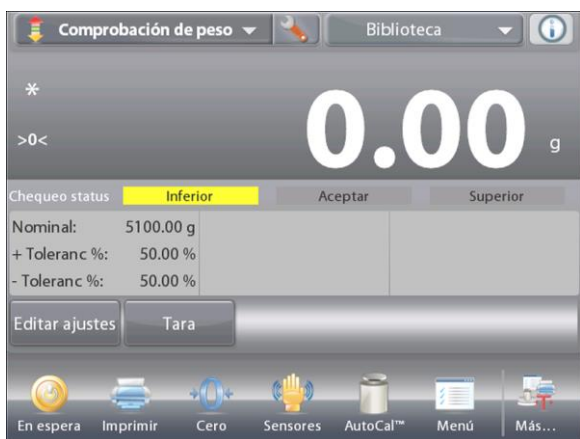 Comprobación de peso Biblioteca
*
0.00 g
>0<
Chequeo status Inferior Aceptar Superior
Nominal: 5100.00 g
+ Toleranc %: 50.00 %
- Toleranc %: 50.00 %
Editar ajustes Tara
→0←
En espera Imprimir Cero Sensores AutoCal™ Menú Más...